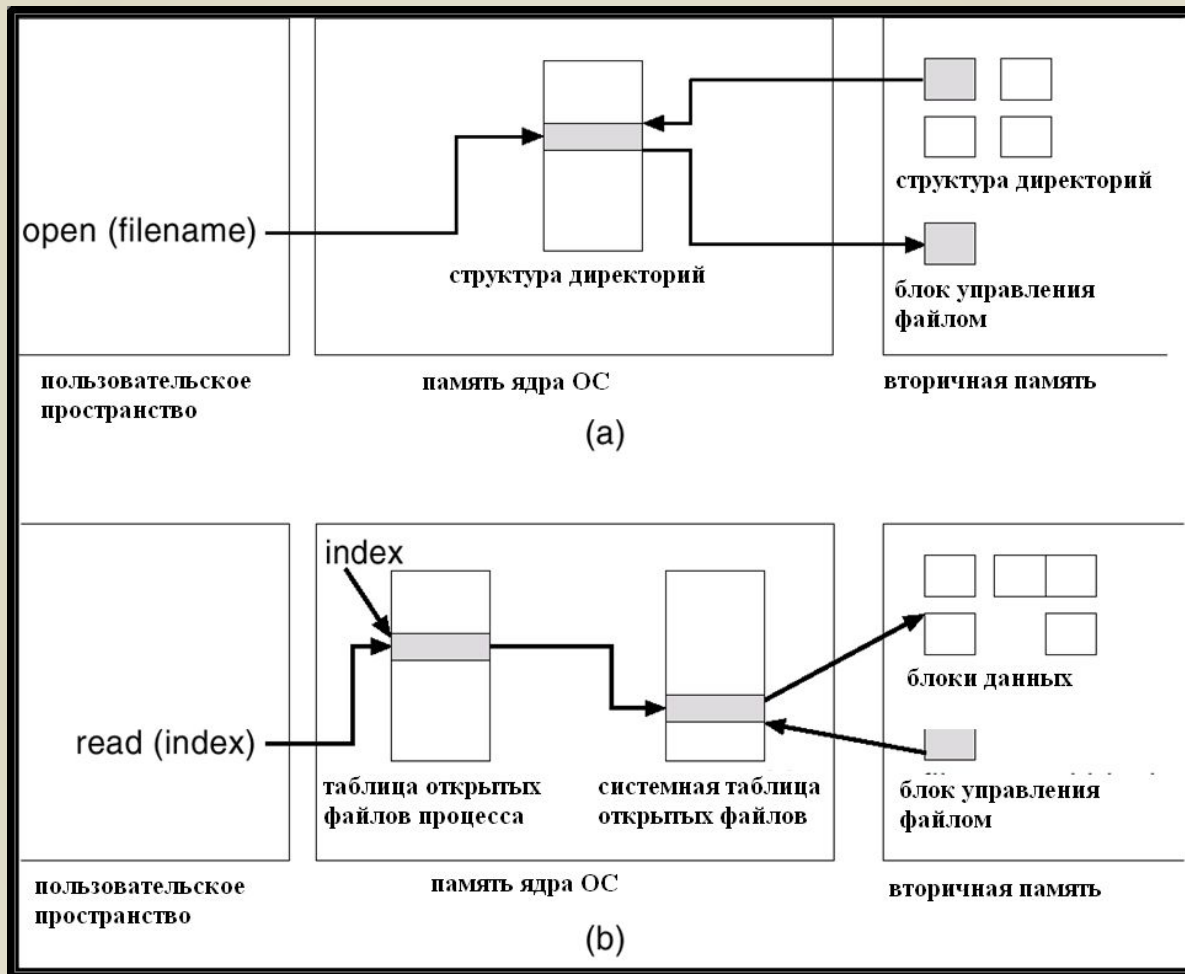 open (filename)
структура директорий
структура директорий
блок управления
файлом
пользовательское
пространство
память ядра ОС
вторичная память
(a)
index
read (index)
таблица открытых
файлов процесса
системная таблица
открытых файлов
блоки данных
блок управления
файлом
пользовательское
пространство
память ядра ОС
вторичная память
(b)